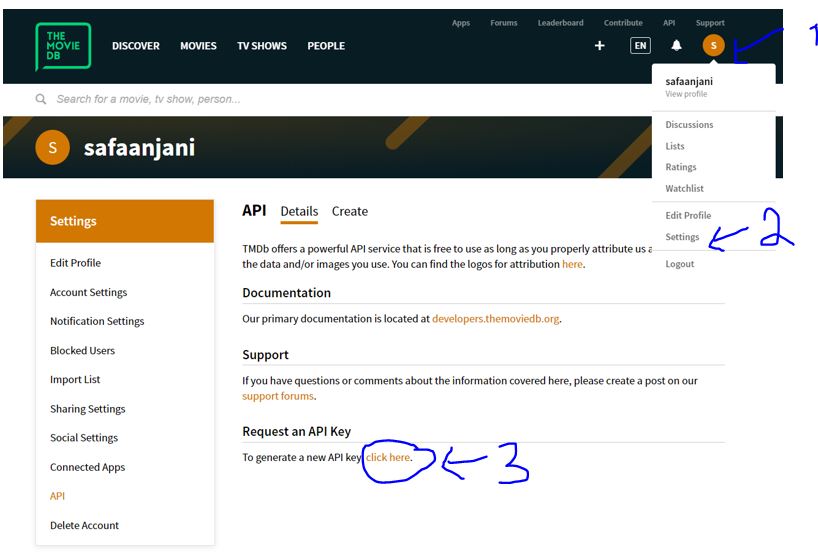 Apps Forums Leaderboard Contribute API Support
THE
MOVIE
DB
DISCOVER MOVIES TV SHOWS PEOPLE
+ EN S
1
safaanjani
View profile
Search for a movie, tv show, person...
Discussions
Lists
Ratings
Watchlist
Edit Profile
Settings
2
Logout
S safaanjani
Settings
Edit Profile
Account Settings
Notification Settings
Blocked Users
Import List
Sharing Settings
Social Settings
Connected Apps
API
Delete Account
API Details Create
TMDb offers a powerful API service that is free to use as long as you properly attribute us a
the data and/or images you use. You can find the logos for attribution here.
Documentation
Our primary documentation is located at developers.themoviedb.org.
Support
If you have questions or comments about the information covered here, please create a post on our
support forums.
Request an API Key
To generate a new API key click here.
3